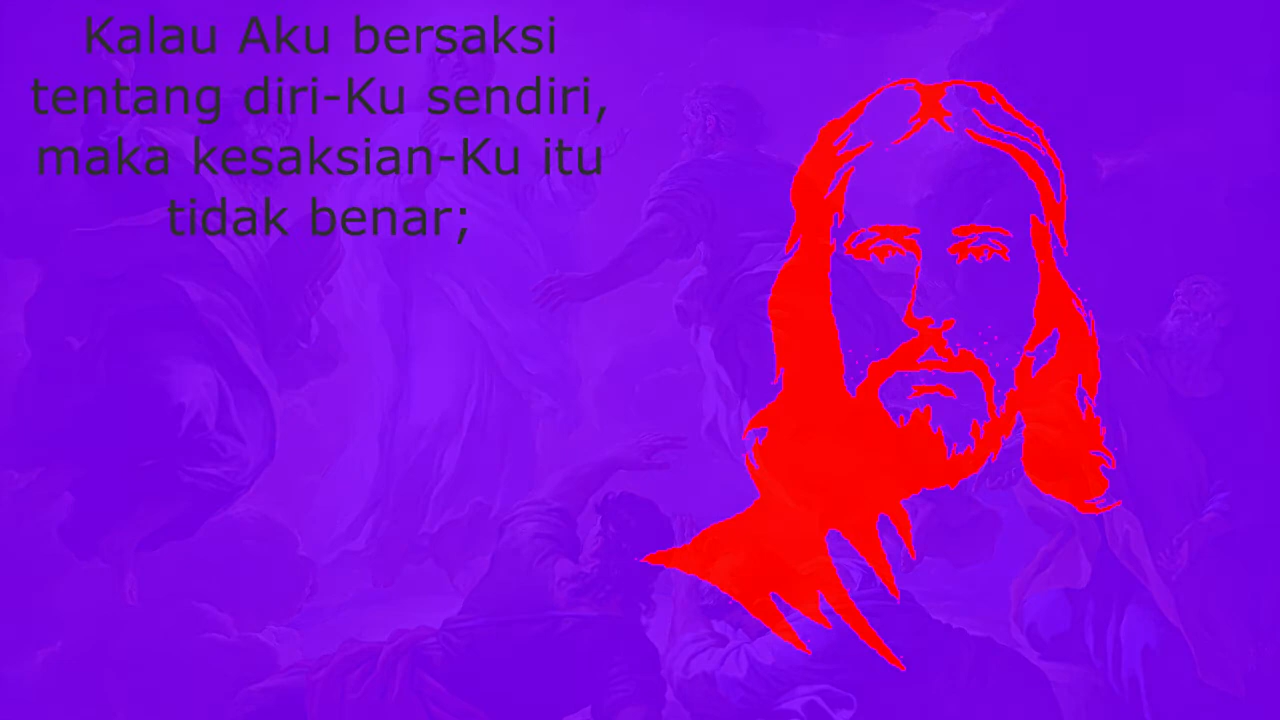 Kalau Aku bersaksi
tentang diri-Ku sendiri,
maka kesaksian-Ku itu
tidak benar;